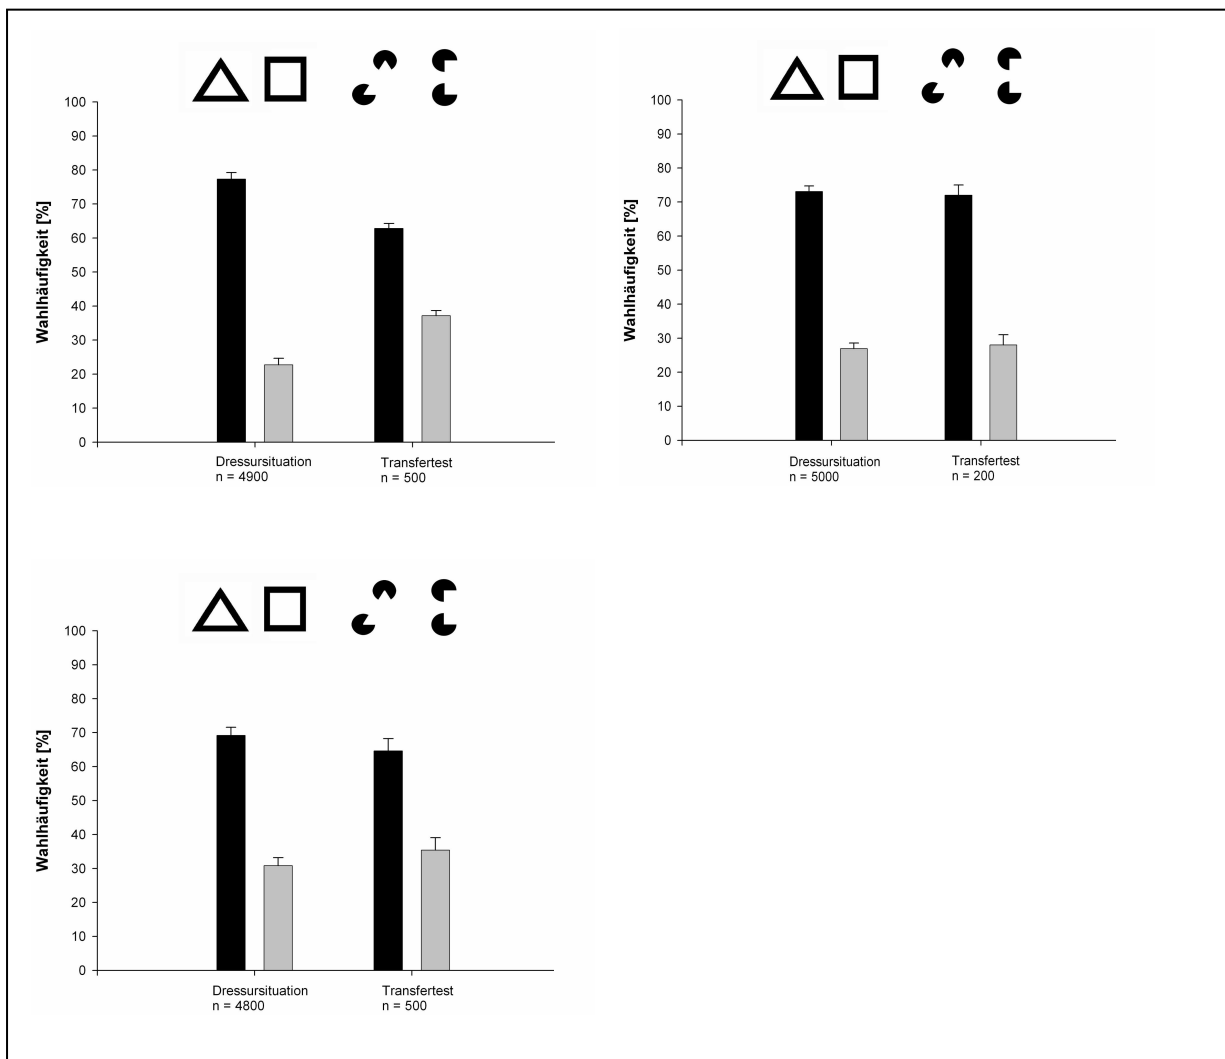 100
90
80
70
60
50
40
30
20
10
0
Wahlhäufigkeit [%]
Dressursituation
n = 4900
Transfertest
n = 500
100
90
80
70
60
50
40
30
20
10
0
Wahlhäufigkeit [%]
Dressursituation
n = 5000
Transfertest
n = 200
100
90
80
70
60
50
40
30
20
10
0
Wahlhäufigkeit [%]
Dressursituation
n = 4800
Transfertest
n = 500